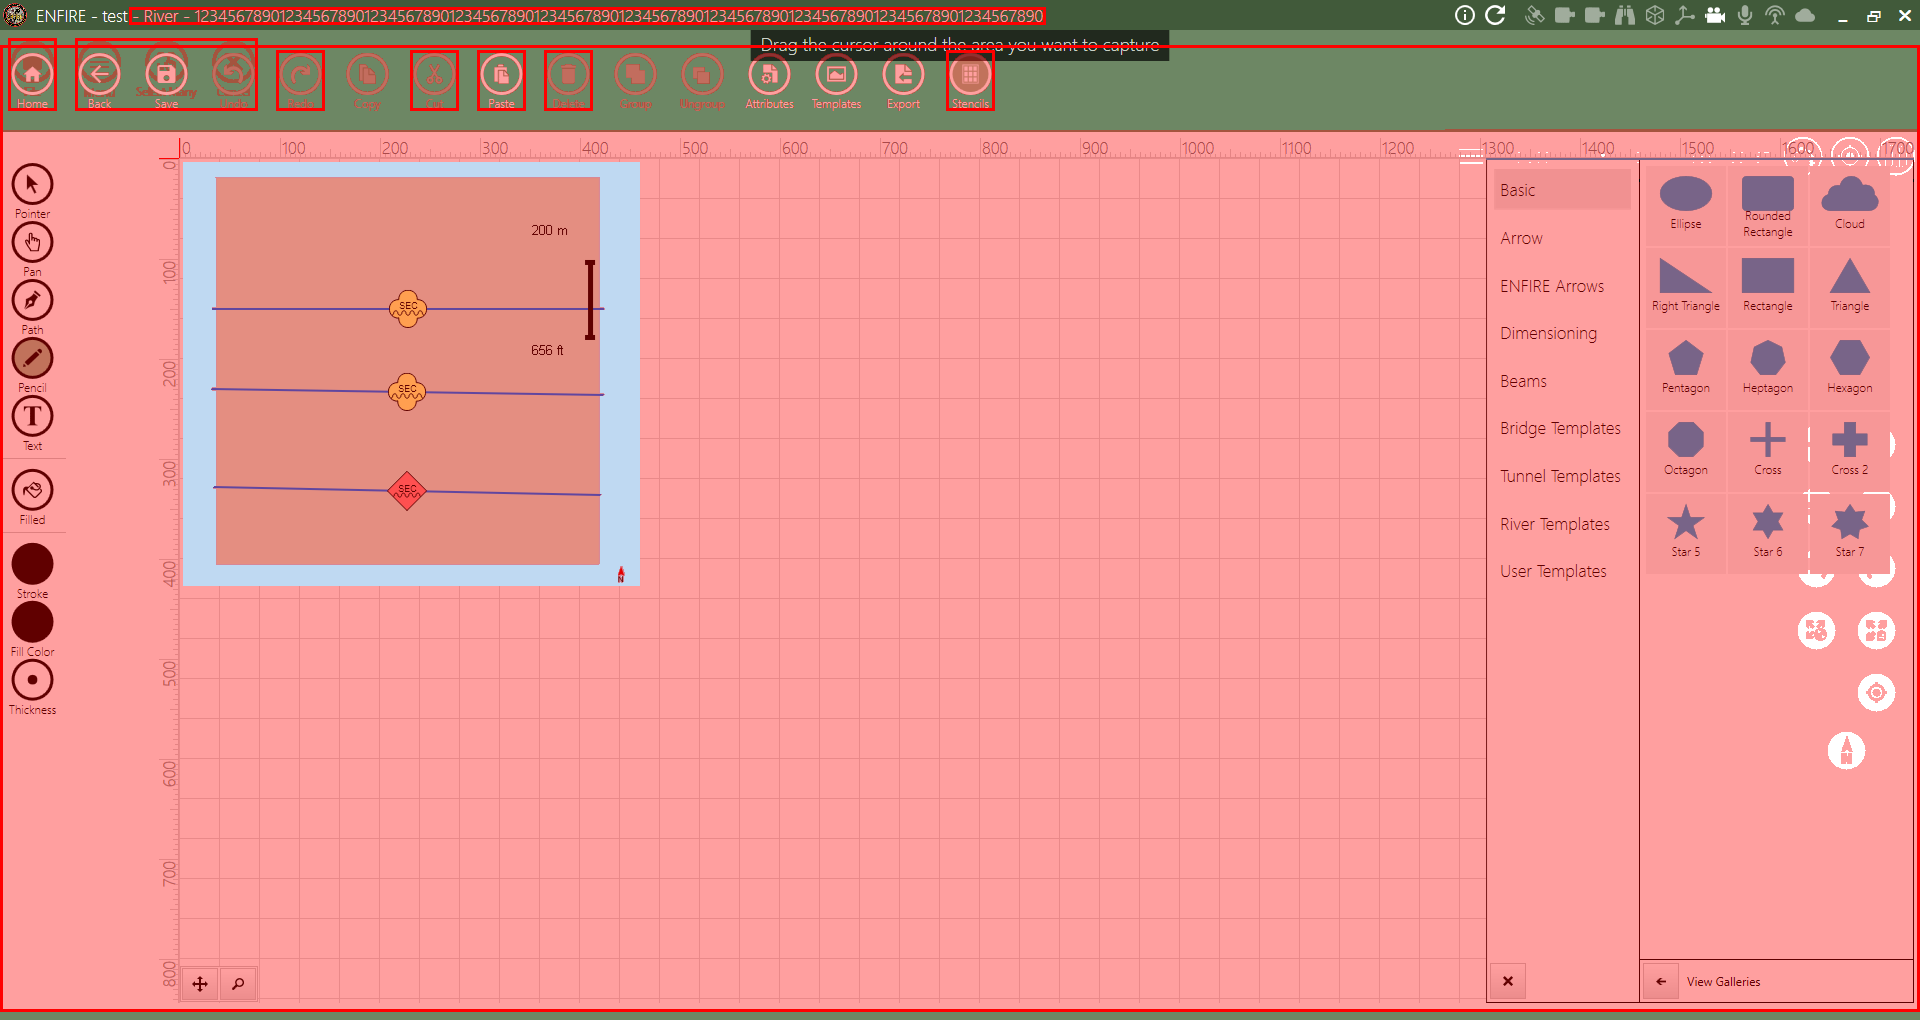 ENFIRE - test - River - 1234567890123456789012345678901234567890123456789012345678901234567890123456789012345678901234567890
Drag the cursor around the area you want to capture
Home Back Save Copy Cut Paste Attributes Templates Export Stencils
0 100 200 300 400 500 600 700 800 900 1000 1100 1200 1300 1400 1500 1600 1700
0
100
200
300
400
500
600
700
800
Pointer
Pan
Path
Pencil
T
Text
Filled
Stroke
Fill Color
Thickness
200 m
SEC
656 ft
SEC
SEC
N
Basic
Arrow
ENFIRE Arrows
Dimensioning
Beams
Bridge Templates
Tunnel Templates
River Templates
User Templates
Ellipse Rounded Rectangle Cloud
Right Triangle Rectangle Triangle
Pentagon Heptagon Hexagon
Octagon Cross Cross 2
Star 5 Star 6 Star 7
N
View Galleries